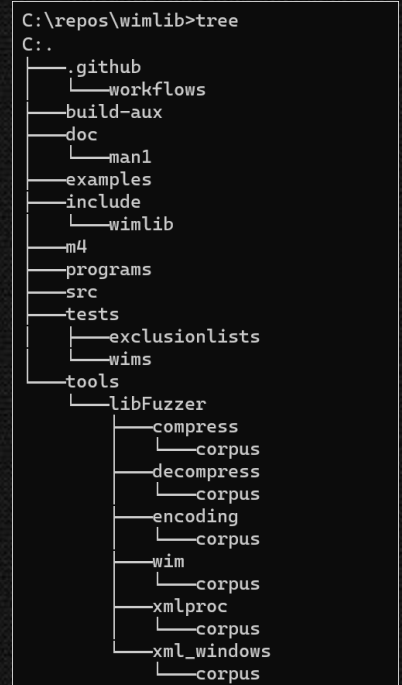 C:\repos\wimlib>tree
C:.
├───.github
│   └───workflows
├───build-aux
├───doc
│   └───man1
├───examples
├───include
│   └───wimlib
├───m4
├───programs
├───src
├───tests
│   ├───exclusionlists
│   └───wims
└───tools
    └───libFuzzer
        ├───compress
        │   └───corpus
        ├───decompress
        │   └───corpus
        ├───encoding
        │   └───corpus
        ├───wim
        │   └───corpus
        ├───xmlproc
        │   └───corpus
        └───xml_windows
            └───corpus